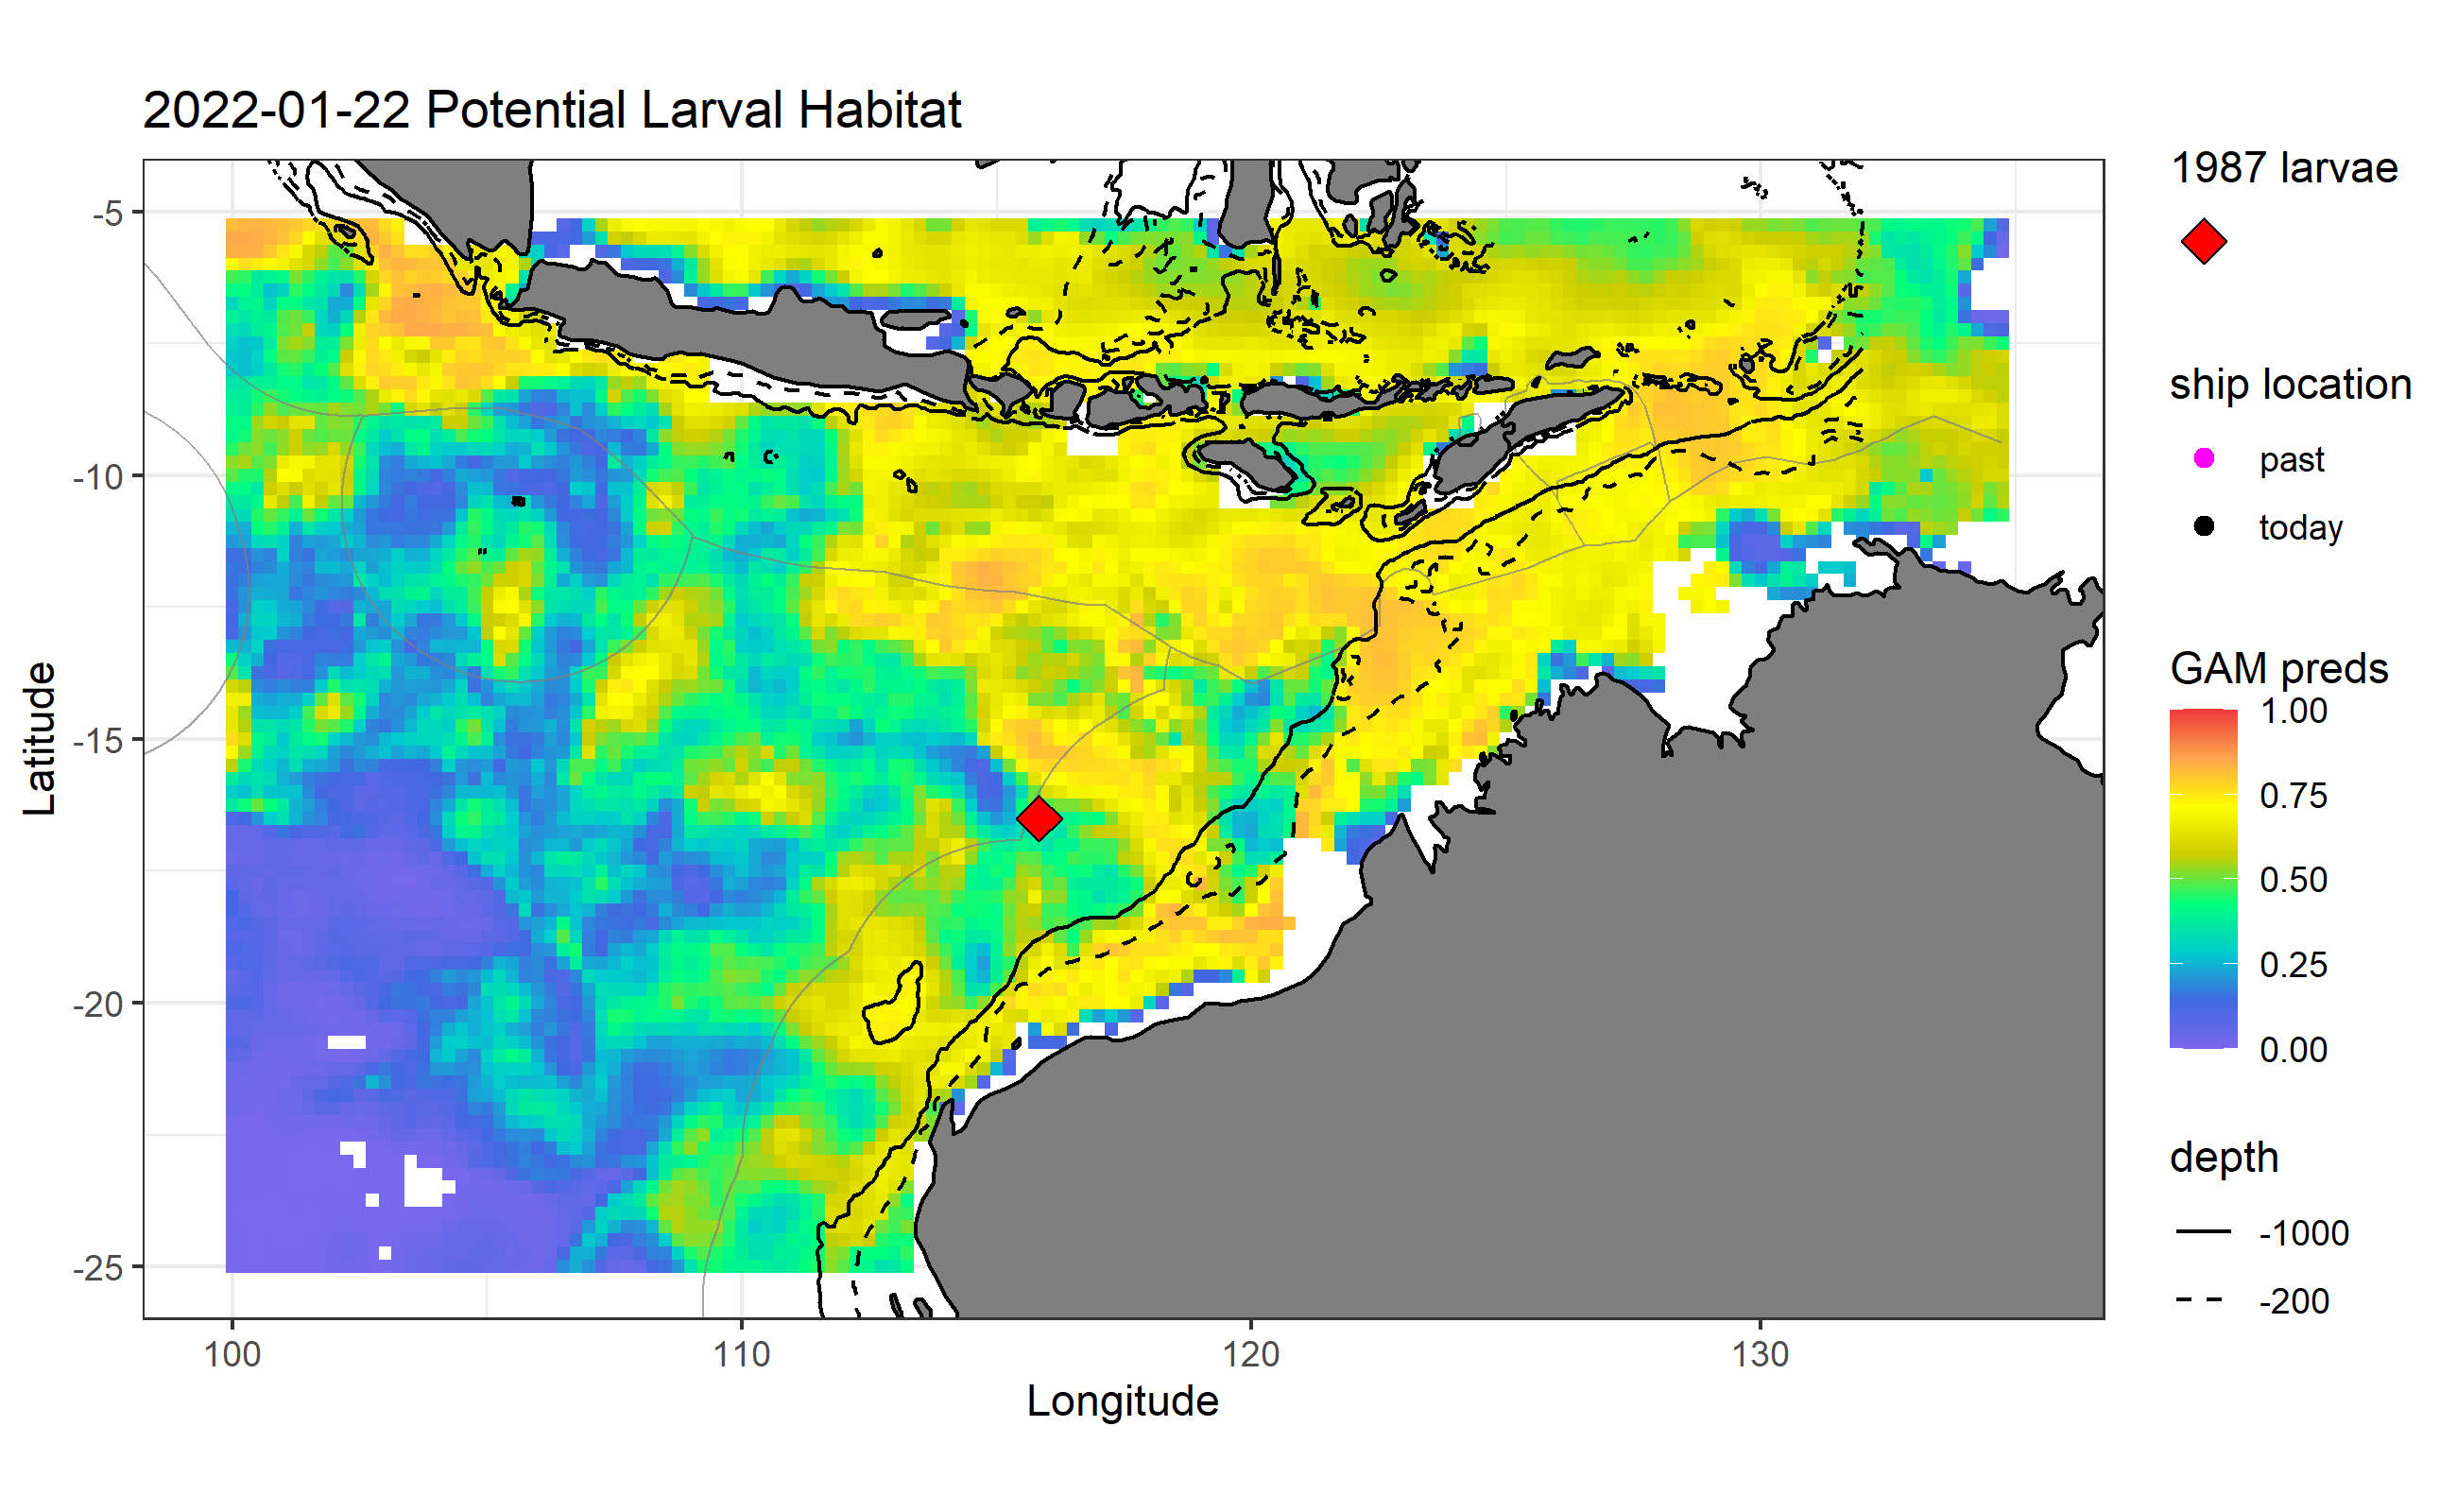 2022-01-22 Potential Larval Habitat
-5
-10
-15
-20
-25
Latitude
100
110
120
130
Longitude
1987 larvae
ship location
past
today
GAM preds
1.00
0.75
0.50
0.25
0.00
depth
-1000
-200